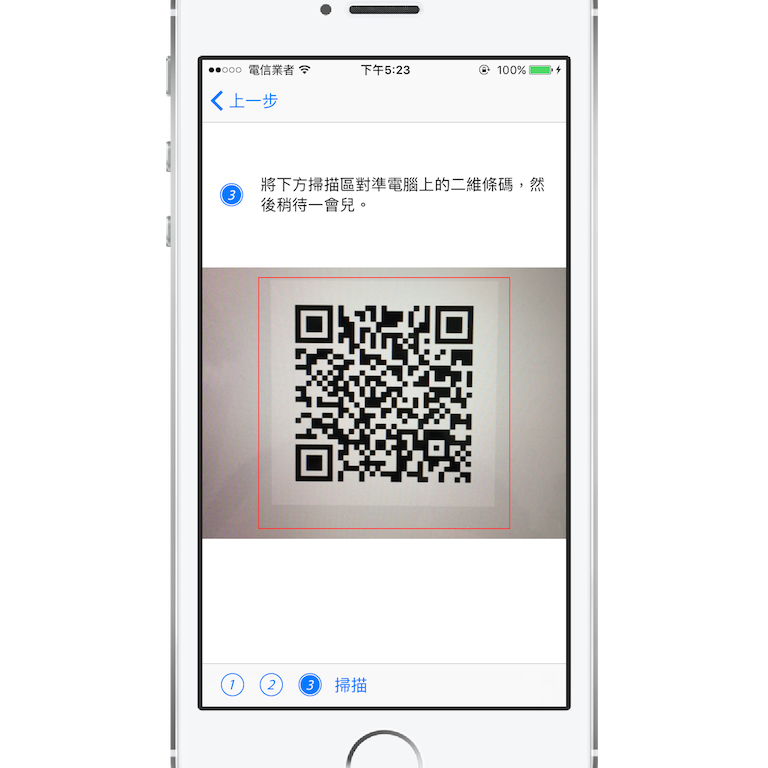 電信業者 下午5:23 100%
上一步
3 將下方掃描區對準電腦上的二維條碼，然
後稍待一會兒。
1 2 3 掃描